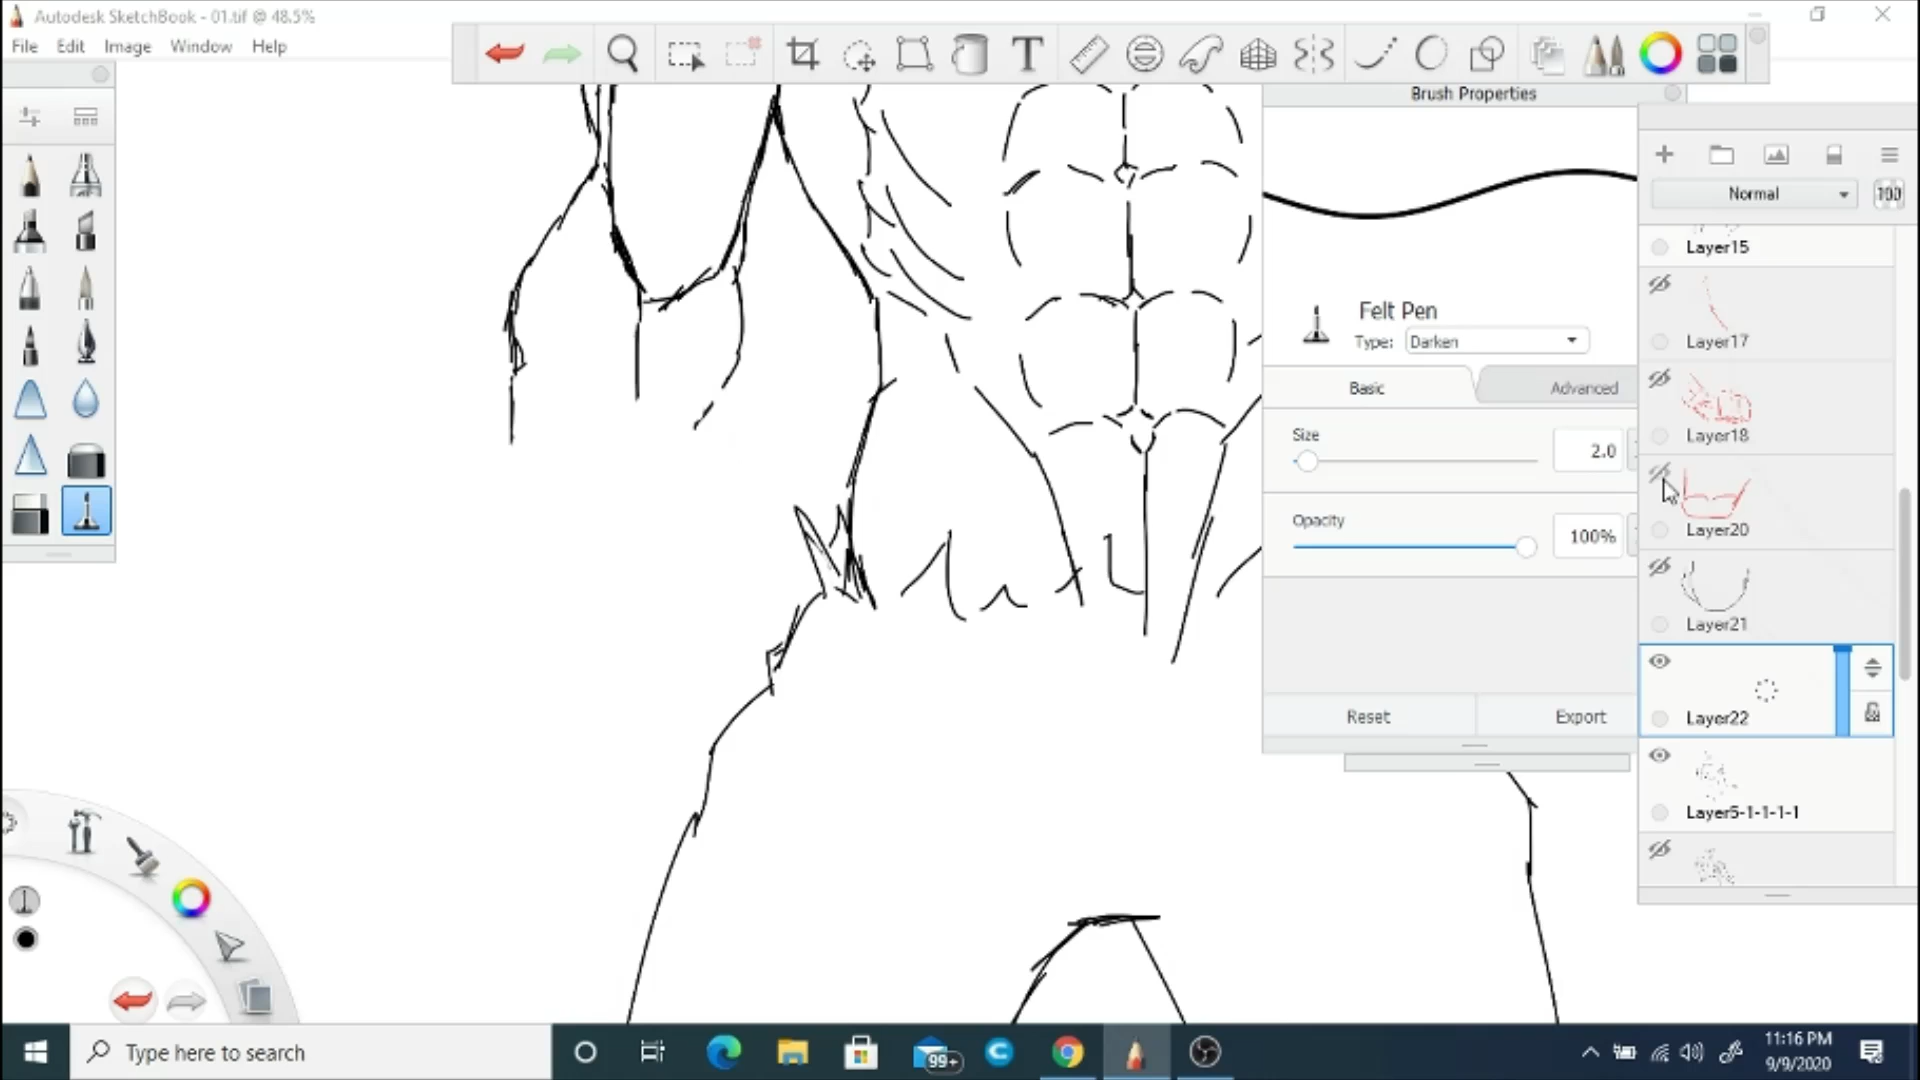 Autodesk SketchBook - 01.tif @ 48.5%
File Edit Image Window Help
Brush Properties
Normal 100
Layer15
Felt Pen
Type: Darken
Layer17
Basic Advanced
Size
2.0
Layer18
Opacity
100%
Layer20
Layer21
Reset Export
Layer22
Layer5-1-1-1-1
Type here to search
99+
11:16 PM
9/9/2020